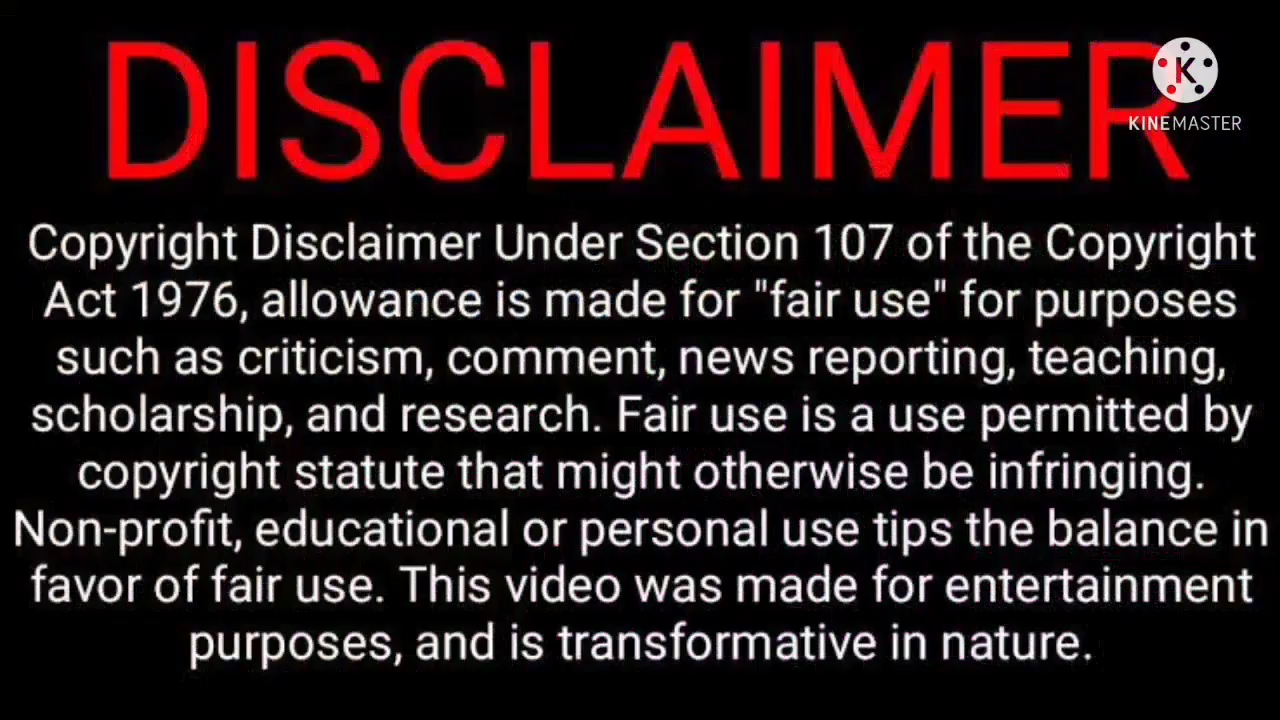 DISCLAIMER
K
KINEMASTER
Copyright Disclaimer Under Section 107 of the Copyright
Act 1976, allowance is made for "fair use" for purposes
such as criticism, comment, news reporting, teaching,
scholarship, and research. Fair use is a use permitted by
copyright statute that might otherwise be infringing.
Non-profit, educational or personal use tips the balance in
favor of fair use. This video was made for entertainment
purposes, and is transformative in nature.